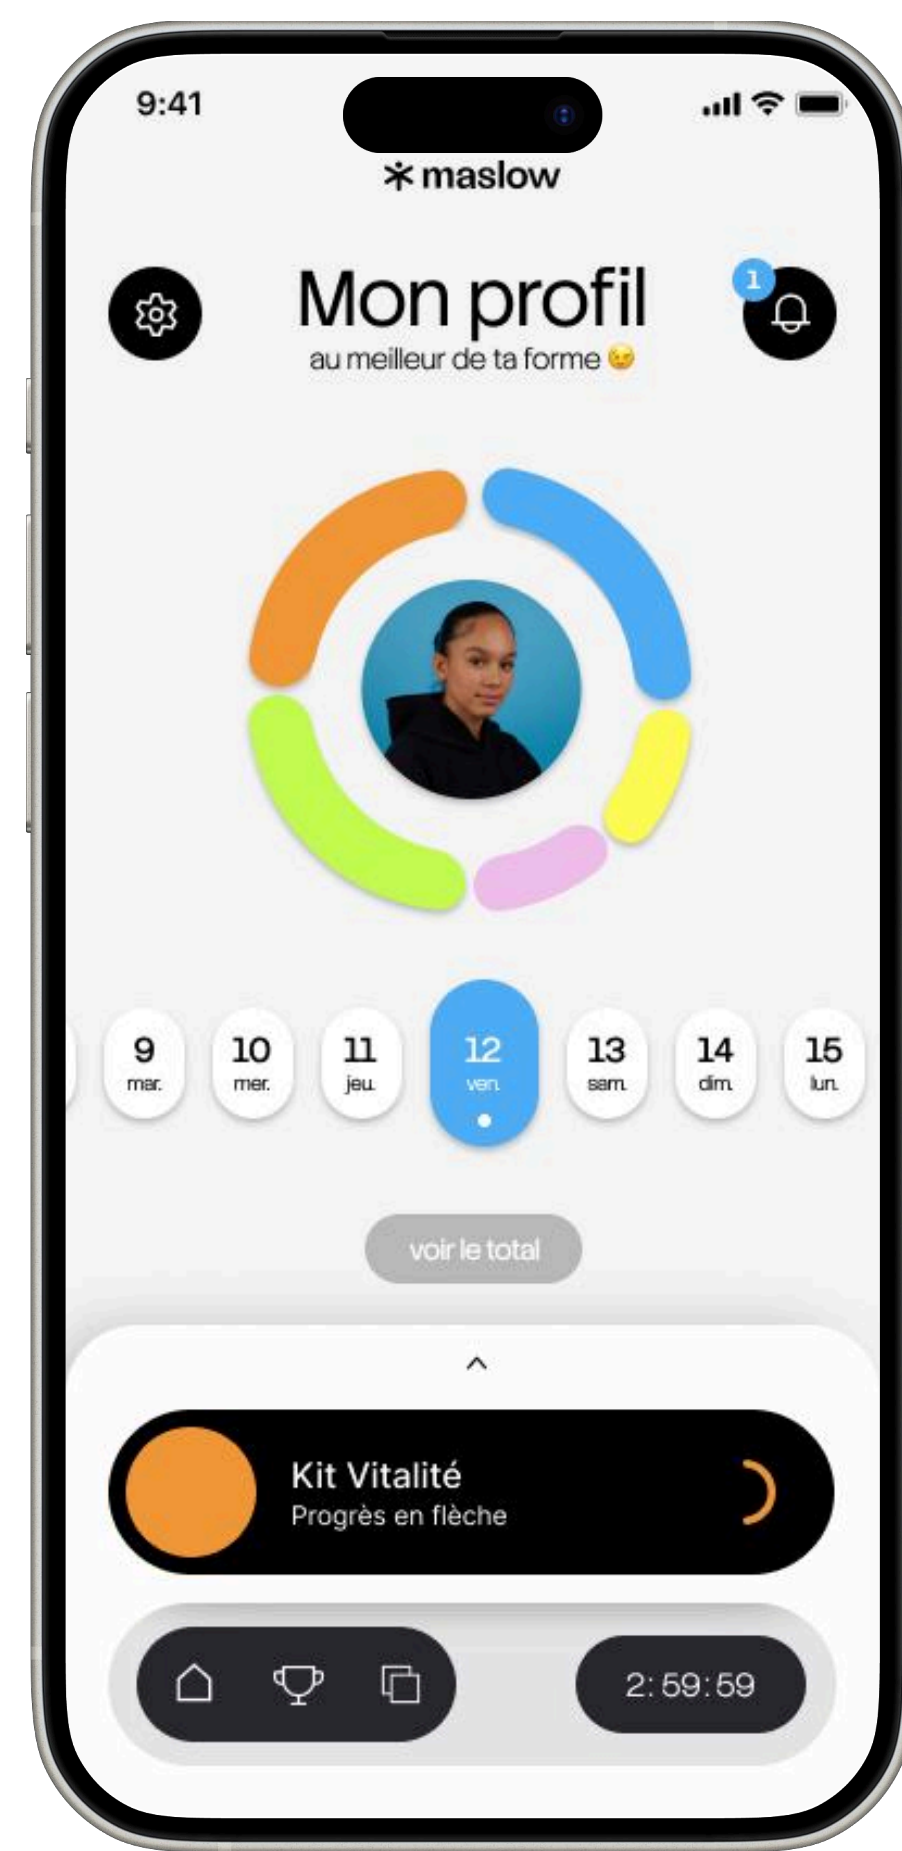 9:41
maslow
Mon profil
1
au meilleur de ta forme 😉
9 10 11 12 13 14 15
mar. mer. jeu. ven. sam. dim. lun.
voir le total
Kit Vitalité
Progrès en flèche
2:59:59